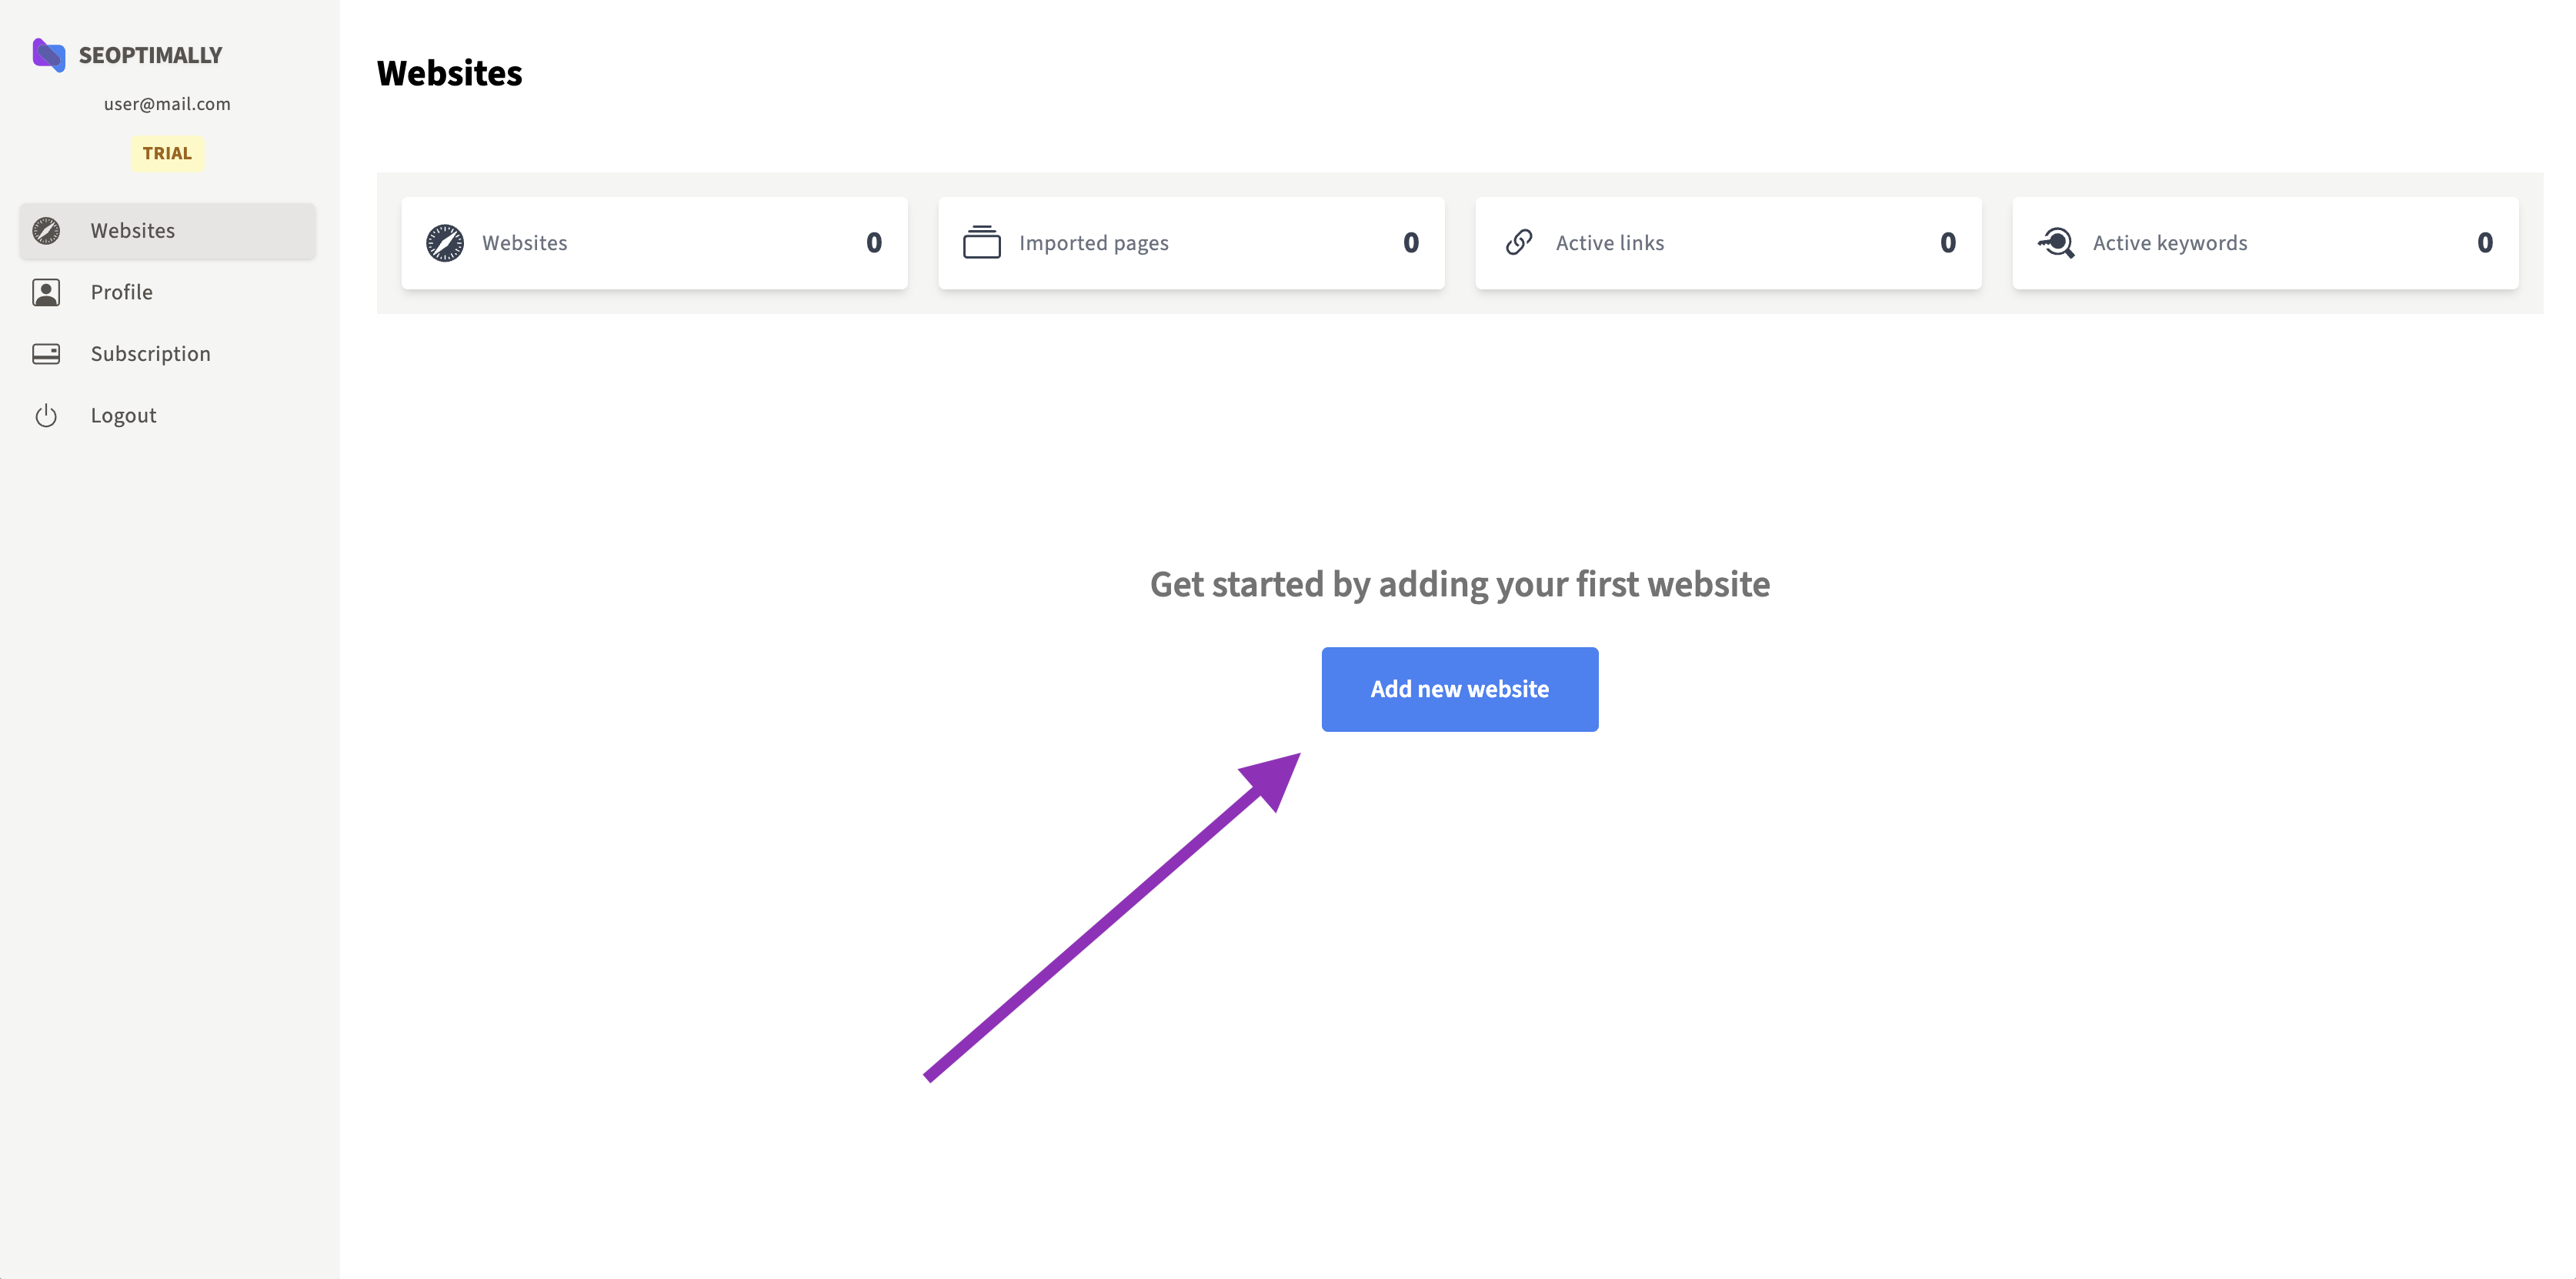 SEOPTIMALLY
user@mail.com
TRIAL
Websites
Profile
Subscription
Logout
Websites
Websites 0
Imported pages 0
Active links 0
Active keywords 0
Get started by adding your first website
Add new website